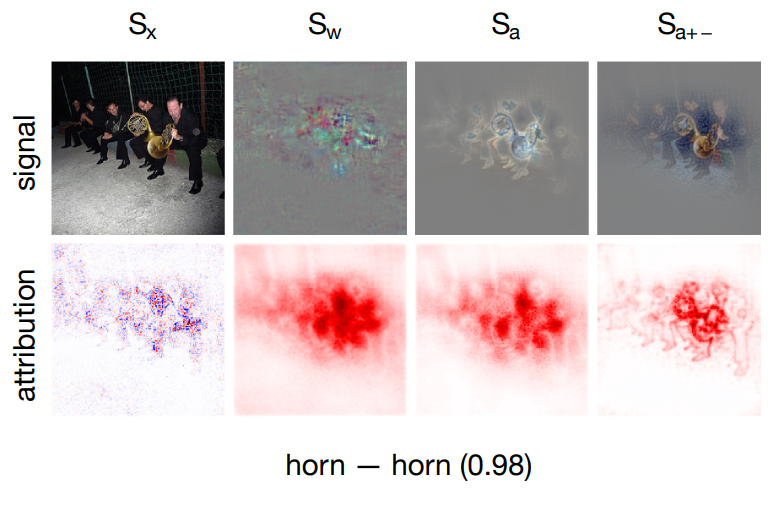 Sx Sw Sa Sa+−
signal
attribution
horn — horn (0.98)